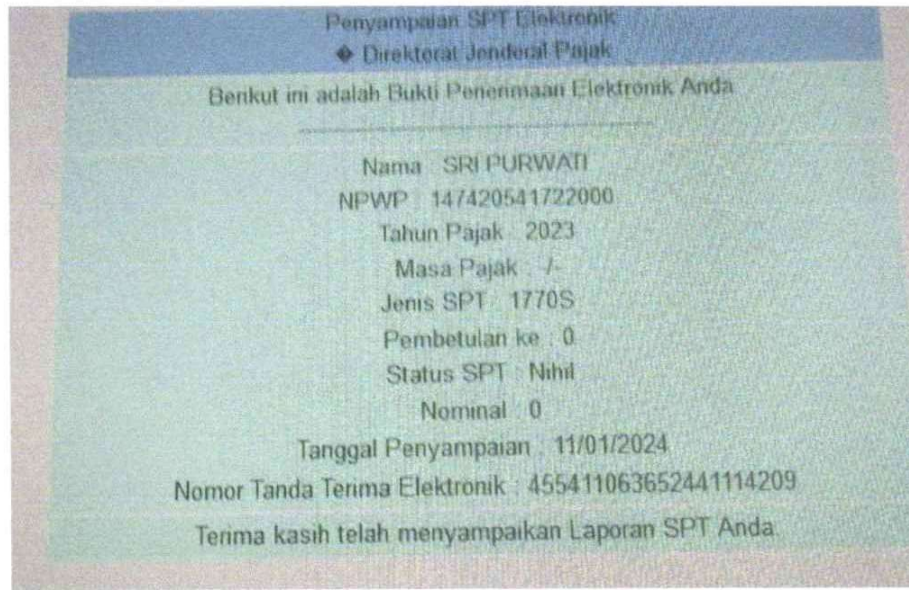 Penyampaian SPT Elektronik
� Direktorat Jenderal Pajak
Berikut ini adalah Bukti Penerimaan Elektronik Anda
Nama : SRI PURWATI
NPWP : 147420541722000
Tahun Pajak : 2023
Masa Pajak : /-
Jenis SPT : 1770S
Pembetulan ke : 0
Status SPT : Nihil
Nominal : 0
Tanggal Penyampaian : 11/01/2024
Nomor Tanda Terima Elektronik : 455411063652441114209
Terima kasih telah menyampaikan Laporan SPT Anda